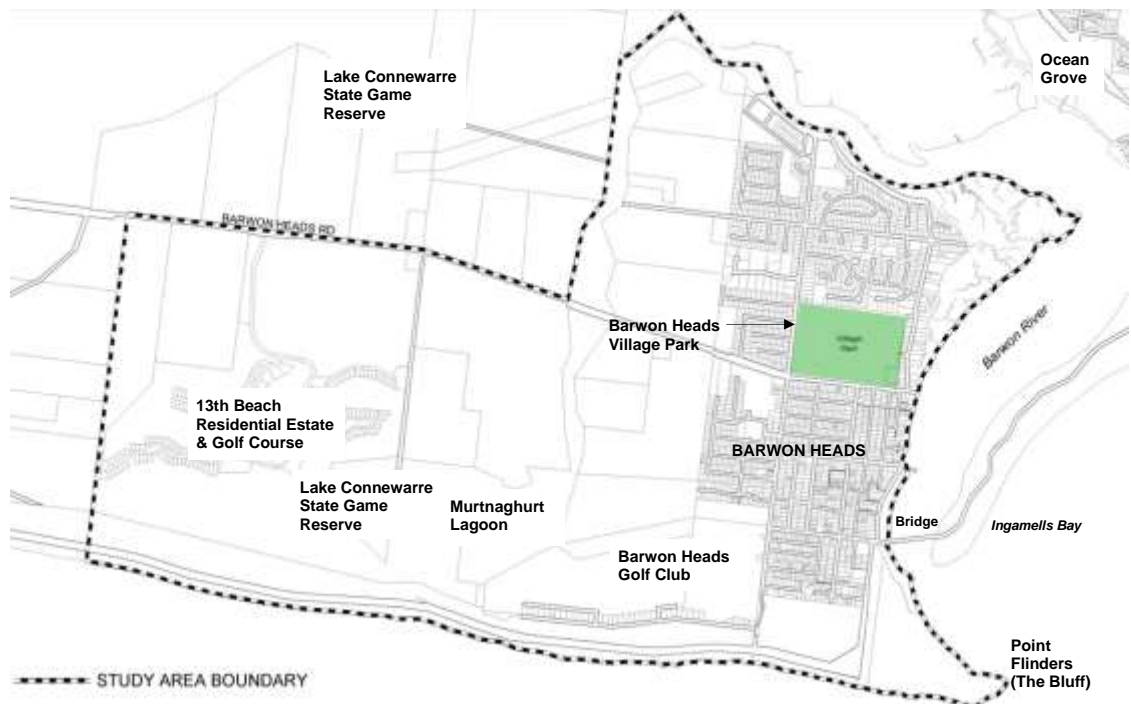 Ocean
Grove
Lake Connewarre
State Game
Reserve
BARWON HEADS RD
Barwon Heads
Village Park
Village
Park
Barwon River
13th Beach
Residential Estate
& Golf Course
BARWON HEADS
Lake Connewarre
State Game
Reserve
Murtnaghurt
Lagoon
Bridge
Ingamells Bay
Barwon Heads
Golf Club
Point
Flinders
(The Bluff)
STUDY AREA BOUNDARY